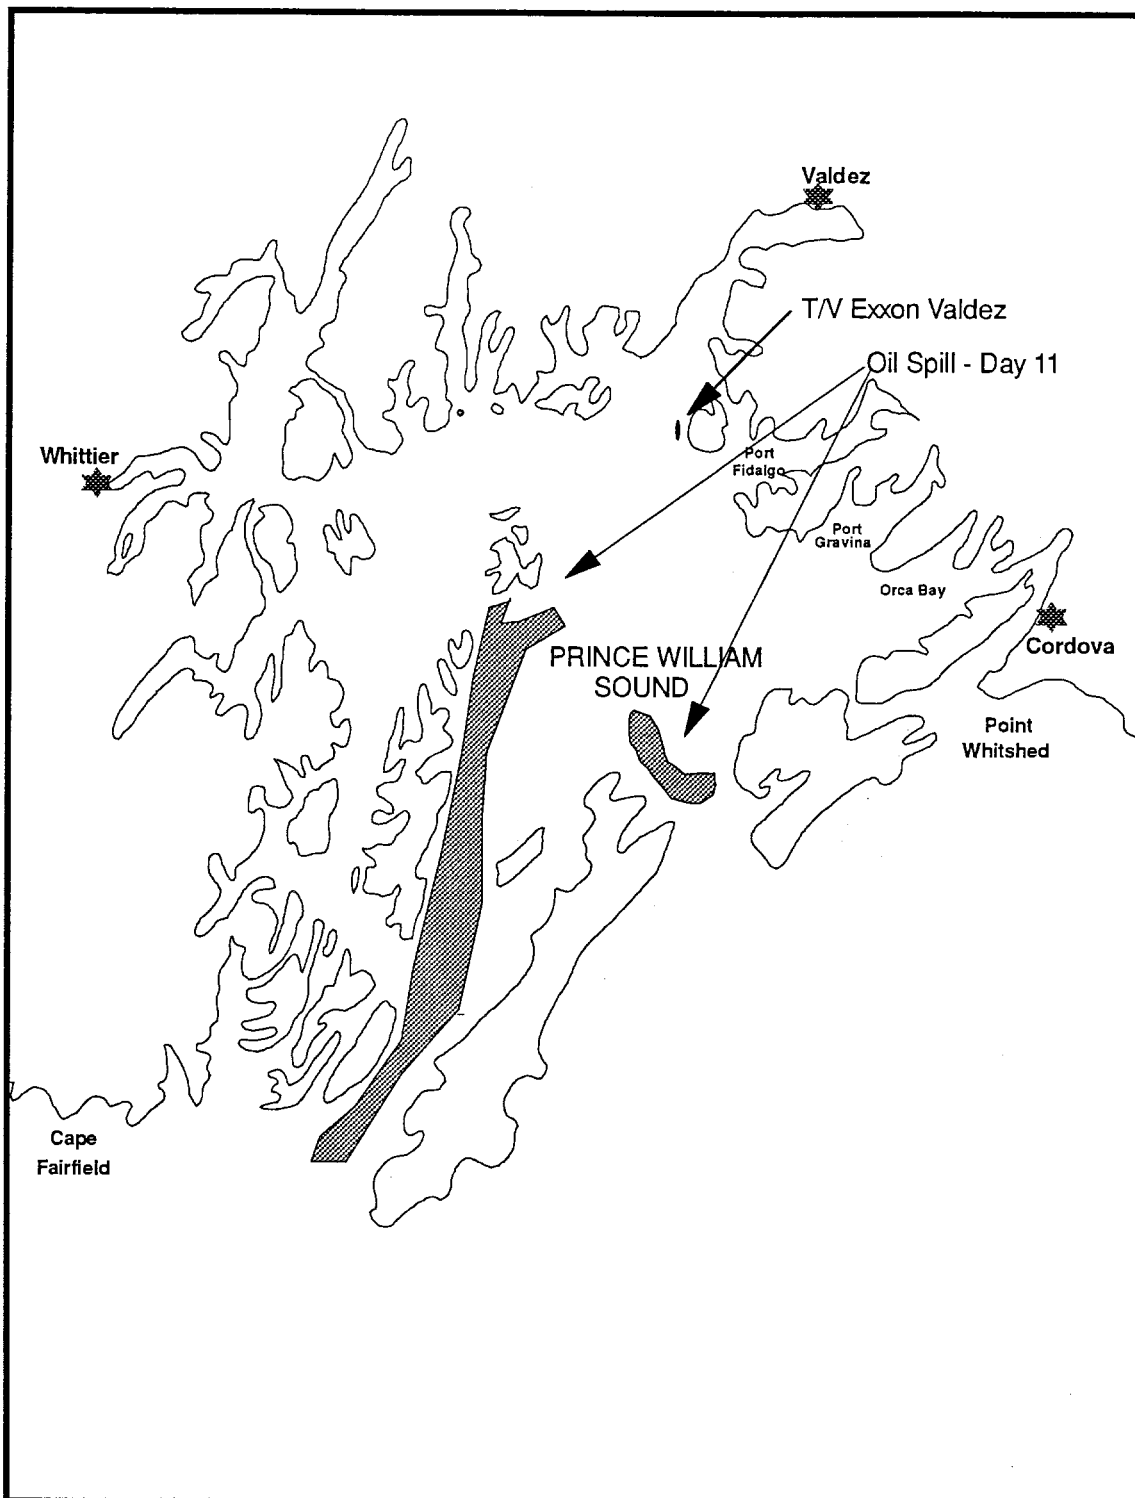 Valdez
T/V Exxon Valdez
Oil Spill - Day 11
Whittier
Port
Fidalgo
Port
Gravina
Orca Bay
Cordova
PRINCE WILLIAM
SOUND
Point
Whitshed
Cape
Fairfield